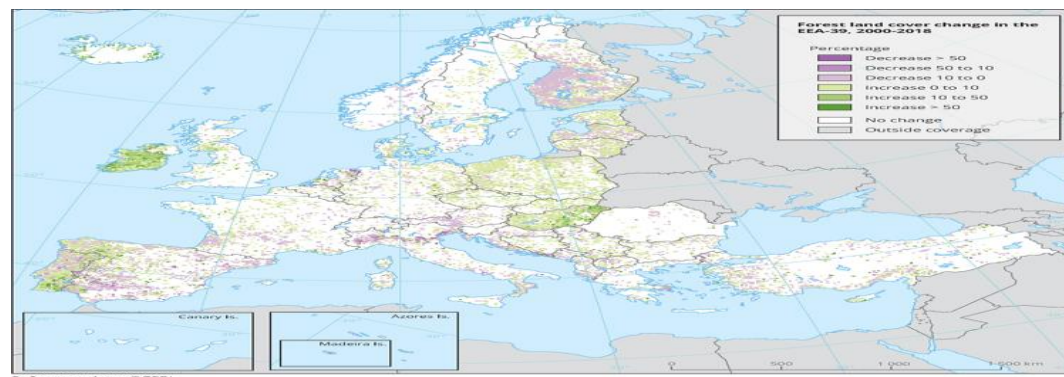 Forest land cover change in the
EEA-39, 2000-2018
Percentage
Decrease > 50
Decrease 50 to 10
Decrease 10 to 0
Increase 0 to 10
Increase 10 to 50
Increase > 50
No change
Outside coverage
Canary Is.
Azores Is.
Madeira Is.
0 500 1 000 1 500 km